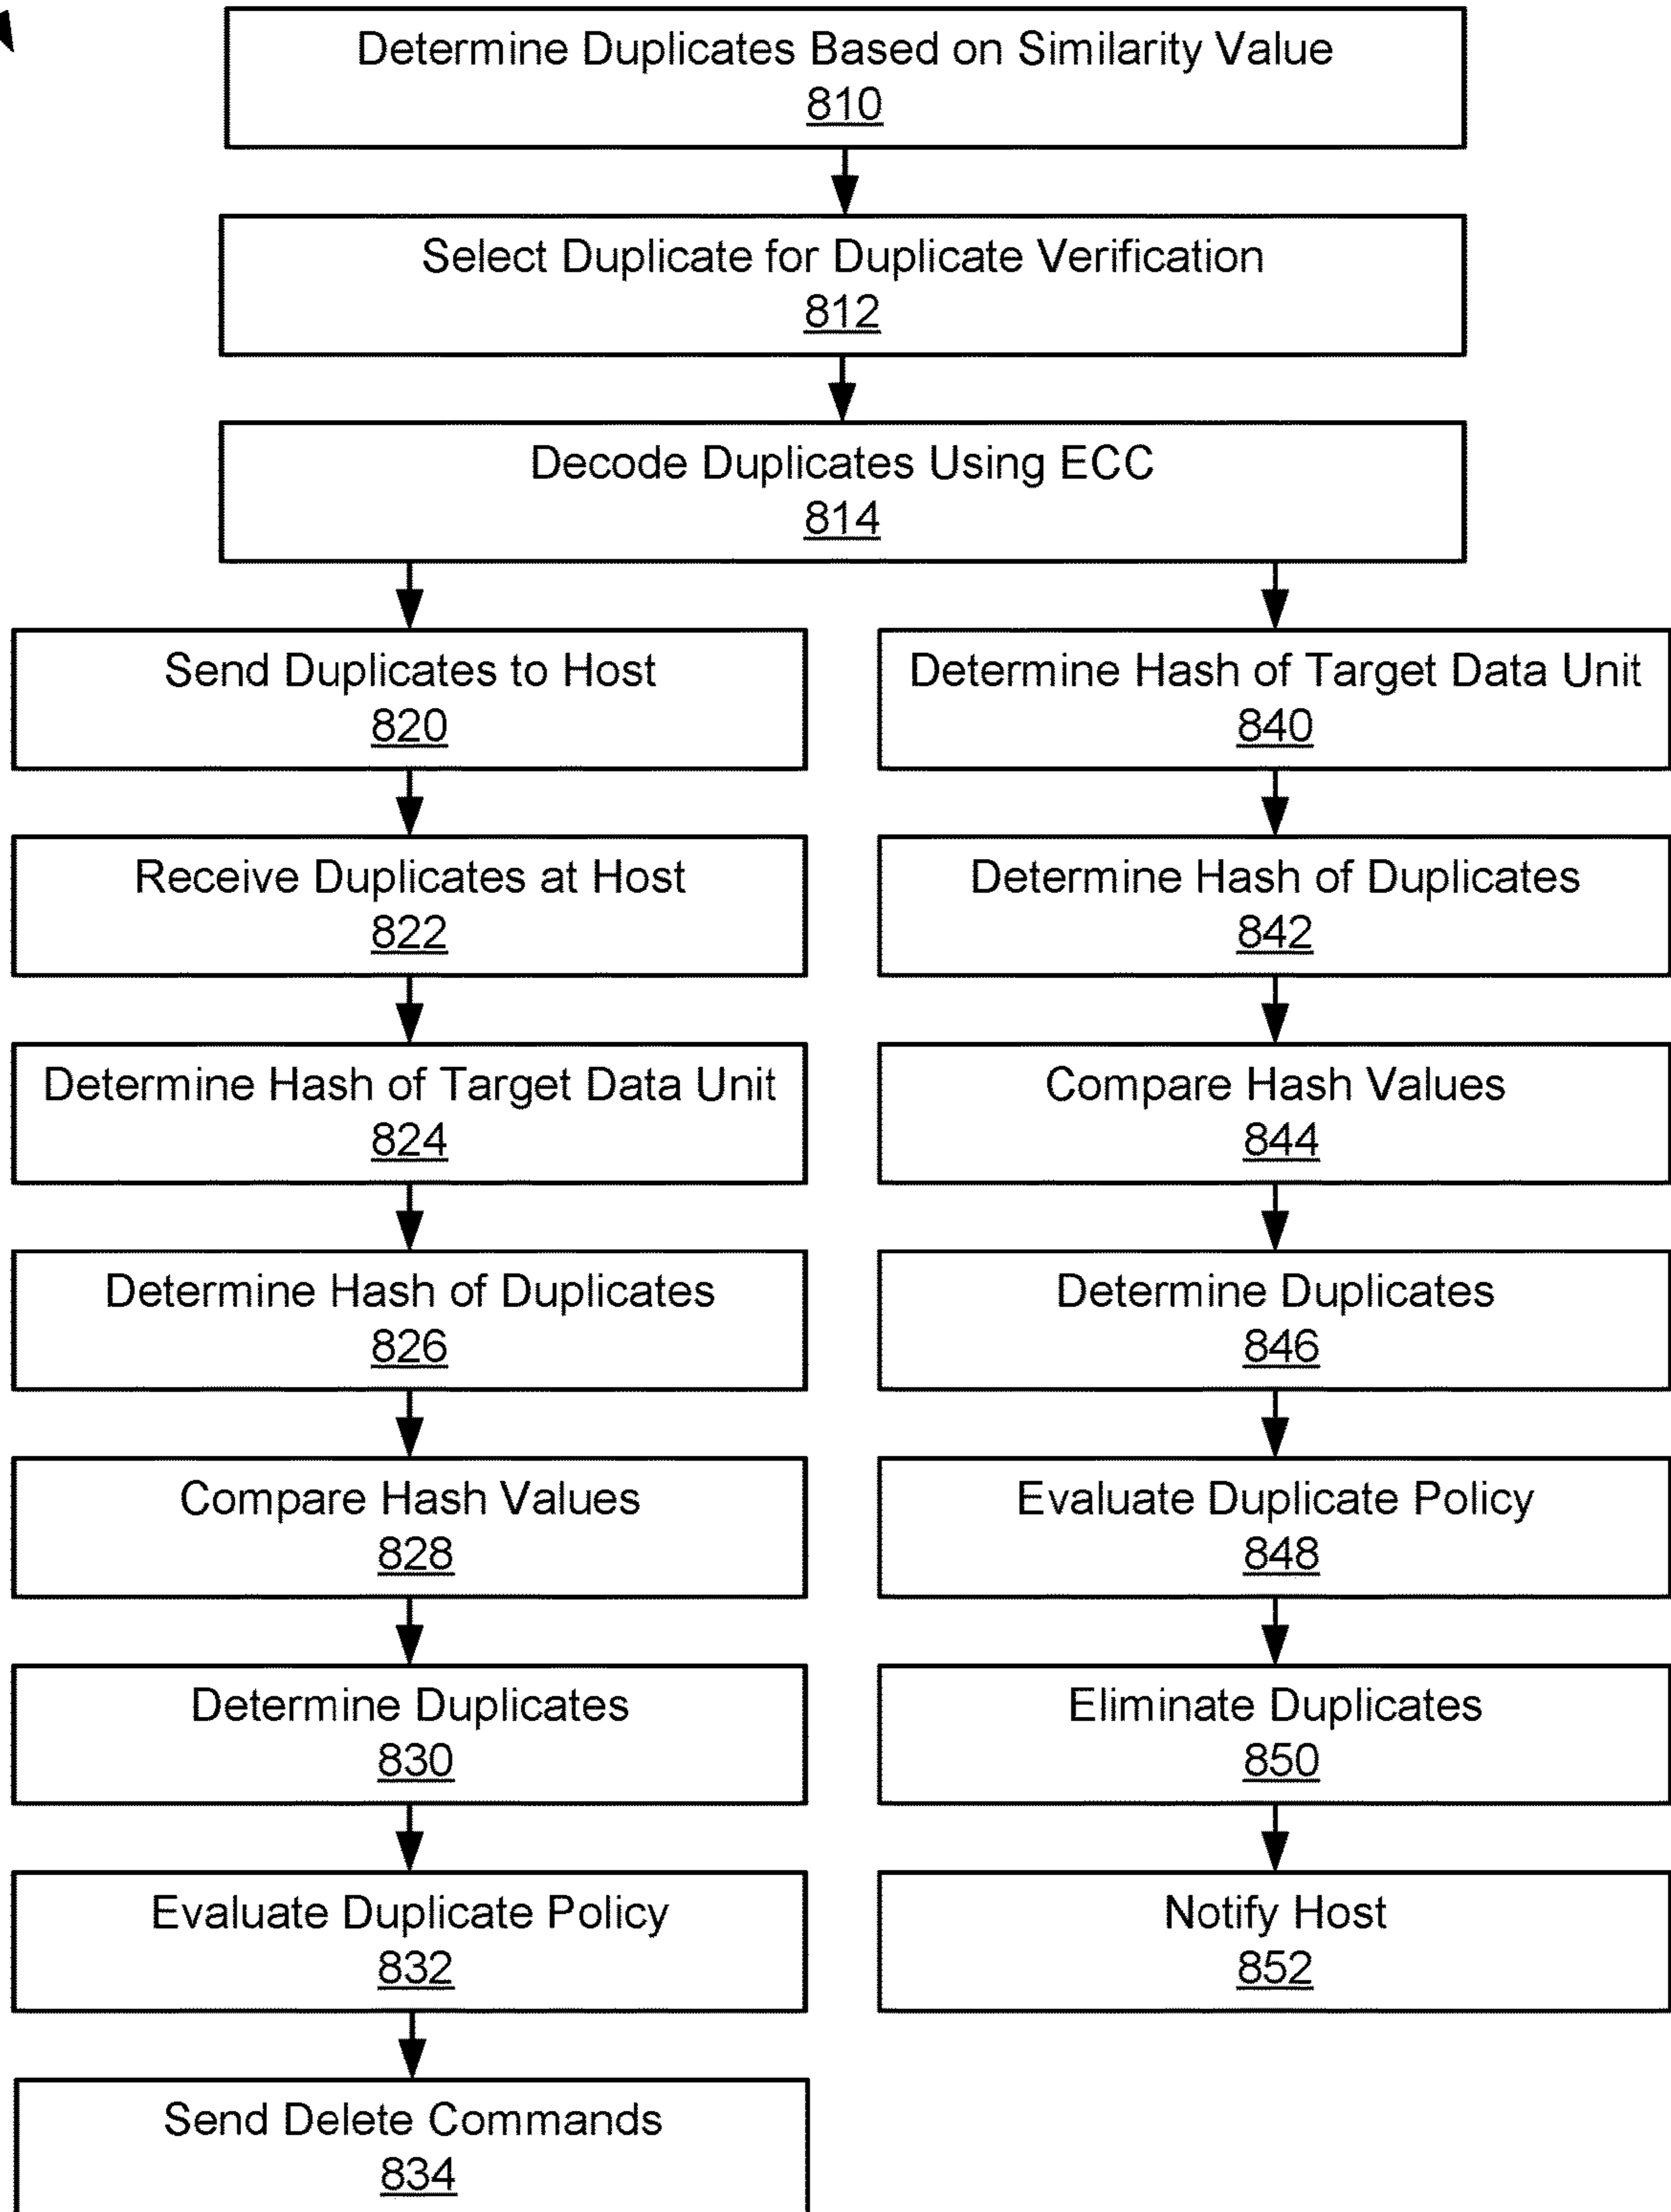 Determine Duplicates Based on Similarity Value
810
Select Duplicate for Duplicate Verification
812
Decode Duplicates Using ECC
814
Send Duplicates to Host
820
Receive Duplicates at Host
822
Determine Hash of Target Data Unit
824
Determine Hash of Duplicates
826
Compare Hash Values
828
Determine Duplicates
830
Evaluate Duplicate Policy
832
Send Delete Commands
834
Determine Hash of Target Data Unit
840
Determine Hash of Duplicates
842
Compare Hash Values
844
Determine Duplicates
846
Evaluate Duplicate Policy
848
Eliminate Duplicates
850
Notify Host
852